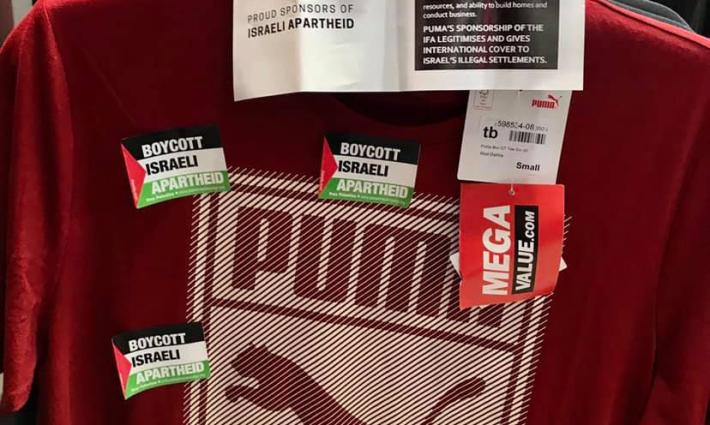 PROUD SPONSORS OF
ISRAELI APARTHEID
resources, and ability to build homes and
conduct business.
PUMA'S SPONSORSHIP OF THE
IFA LEGITIMISES AND GIVES
INTERNATIONAL COVER TO
ISRAEL'S ILLEGAL SETTLEMENTS.
PUMA
tb
Small
BOYCOTT
ISRAELI
APARTHEID
BOYCOTT
ISRAELI
APARTHEID
MEGA
VALUE.COM
PUMA
BOYCOTT
ISRAELI
APARTHEID